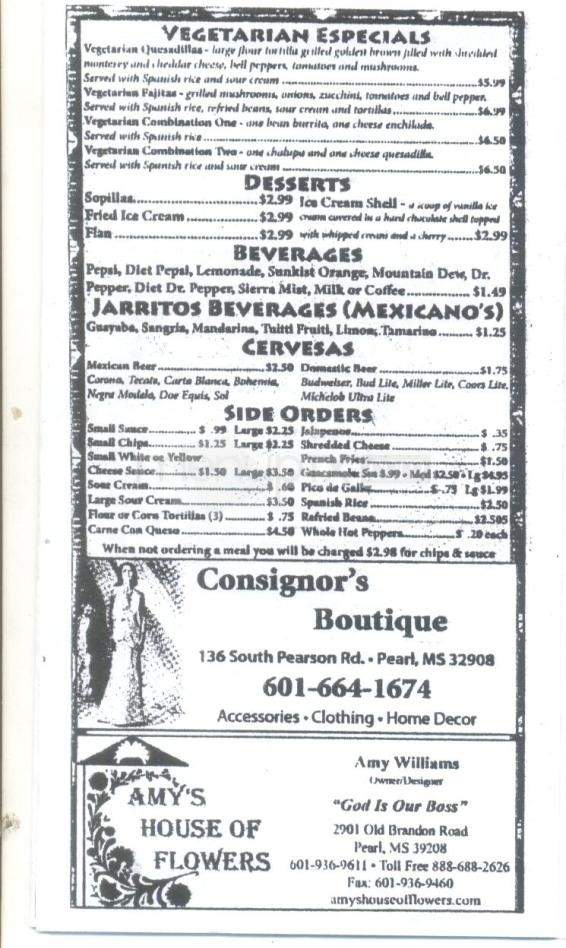 VEGETARIAN ESPECIALS
Vegetarian Quesadillas - large flour tortilla grilled golden brown filled with shredded
monterey and cheddar cheese, bell peppers, tomatoes and mushrooms.
Served with Spanish rice and sour cream ..... $5.99
Vegetarian Fajitas - grilled mushrooms, onions, zucchini, tomatoes and bell pepper.
Served with Spanish rice, refried beans, sour cream and tortillas ..... $6.99
Vegetarian Combination One - one bean burrito, one cheese enchilada.
Served with Spanish rice ..... $6.50
Vegetarian Combination Two - one chalupa and one cheese quesadilla.
Served with Spanish rice and sour cream ..... $6.50
DESSERTS
Sopillas..... $2.99 Ice Cream Shell - a scoop of vanilla ice
Fried Ice Cream ..... $2.99 cream covered in a hard chocolate shell topped
Flan ..... $2.99 with whipped cream and a cherry ..... $2.99
BEVERAGES
Pepsi, Diet Pepsi, Lemonade, Sunkist Orange, Mountain Dew, Dr.
Pepper, Diet Dr. Pepper, Sierra Mist, Milk or Coffee ..... $1.49
JARRITOS BEVERAGES (MEXICANO'S)
Guayaba, Sangria, Mandarina, Tuitti Fruiti, Limon, Tamarino ..... $1.25
CERVESAS
Mexican Beer ..... $2.50 Domestic Beer ..... $1.75
Corona, Tecate, Carta Blanca, Bohemia, Budweiser, Bud Lite, Miller Lite, Coors Lite,
Negra Modelo, Dos Equis, Sol Michelob Ultra Lite
SIDE ORDERS
Small Sauce ..... $ .99 Large $2.25 Jalapenos ..... $ .35
Small Chips ..... $1.25 Large $2.25 Shredded Cheese ..... $ .75
Small White or Yellow French Fries ..... $1.50
Cheese Sauce ..... $1.50 Large $3.50 Guacamole Sm $.99 - Med $2.50 - Lg $4.95
Sour Cream ..... $ .60 Pico de Gallo ..... $ .75 Lg $1.99
Large Sour Cream ..... $3.50 Spanish Rice ..... $2.50
Flour or Corn Tortillas (3) ..... $ .75 Refried Beans ..... $2.505
Carne Con Queso ..... $4.50 Whole Hot Peppers ..... $ .20 each
When not ordering a meal you will be charged $2.98 for chips & sauce
Consignor's
Boutique
136 South Pearson Rd. • Pearl, MS 32908
601-664-1674
Accessories • Clothing • Home Decor
AMY'S
HOUSE OF
FLOWERS
Amy Williams
Owner/Designer
"God Is Our Boss"
2901 Old Brandon Road
Pearl, MS 39208
601-936-9611 • Toll Free 888-688-2626
Fax: 601-936-9460
amyshouseofflowers.com